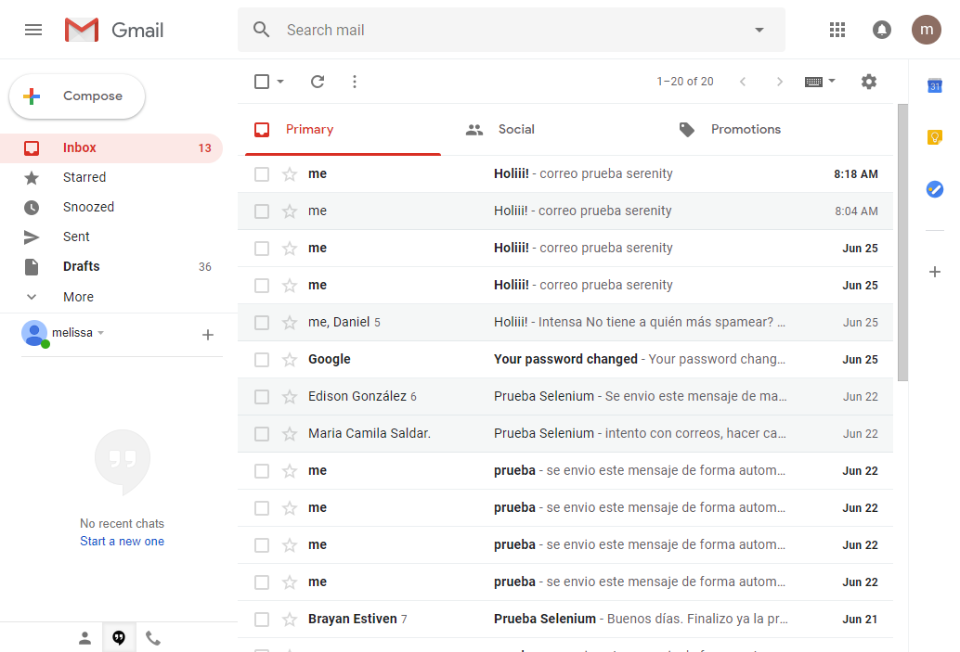 Gmail
Search mail
m
Compose
1–20 of 20
31
Primary
Social
Promotions
Inbox 13
Starred
Snoozed
Sent
Drafts 36
More
melissa
No recent chats
Start a new one
me Holiii! - correo prueba serenity 8:18 AM
me Holiii! - correo prueba serenity 8:04 AM
me Holiii! - correo prueba serenity Jun 25
me Holiii! - correo prueba serenity Jun 25
me, Daniel 5 Holiii! - Intensa No tiene a quién más spamear? ... Jun 25
Google Your password changed - Your password chang... Jun 25
Edison González 6 Prueba Selenium - Se envio este mensaje de ma... Jun 22
Maria Camila Saldar. Prueba Selenium - intento con correos, hacer ca... Jun 22
me prueba - se envio este mensaje de forma autom... Jun 22
me prueba - se envio este mensaje de forma autom... Jun 22
me prueba - se envio este mensaje de forma autom... Jun 22
me prueba - se envio este mensaje de forma autom... Jun 22
Brayan Estiven 7 Prueba Selenium - Buenos días. Finalizo ya la pr... Jun 21